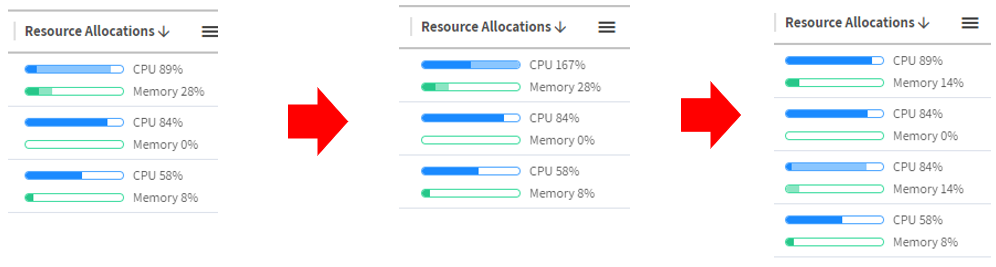 Resource Allocations
CPU 89%
Memory 28%
CPU 84%
Memory 0%
CPU 58%
Memory 8%
Resource Allocations
CPU 167%
Memory 28%
CPU 84%
Memory 0%
CPU 58%
Memory 8%
Resource Allocations
CPU 89%
Memory 14%
CPU 84%
Memory 0%
CPU 84%
Memory 14%
CPU 58%
Memory 8%